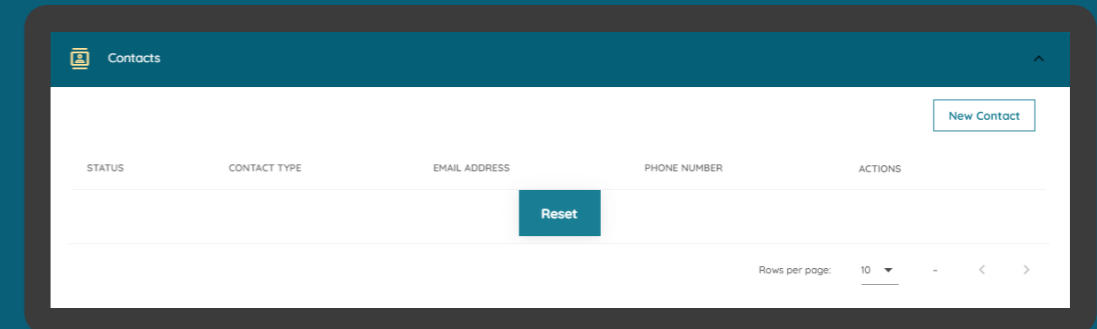 Contacts
New Contact
STATUS CONTACT TYPE EMAIL ADDRESS PHONE NUMBER ACTIONS
Reset
Rows per page: 10 -